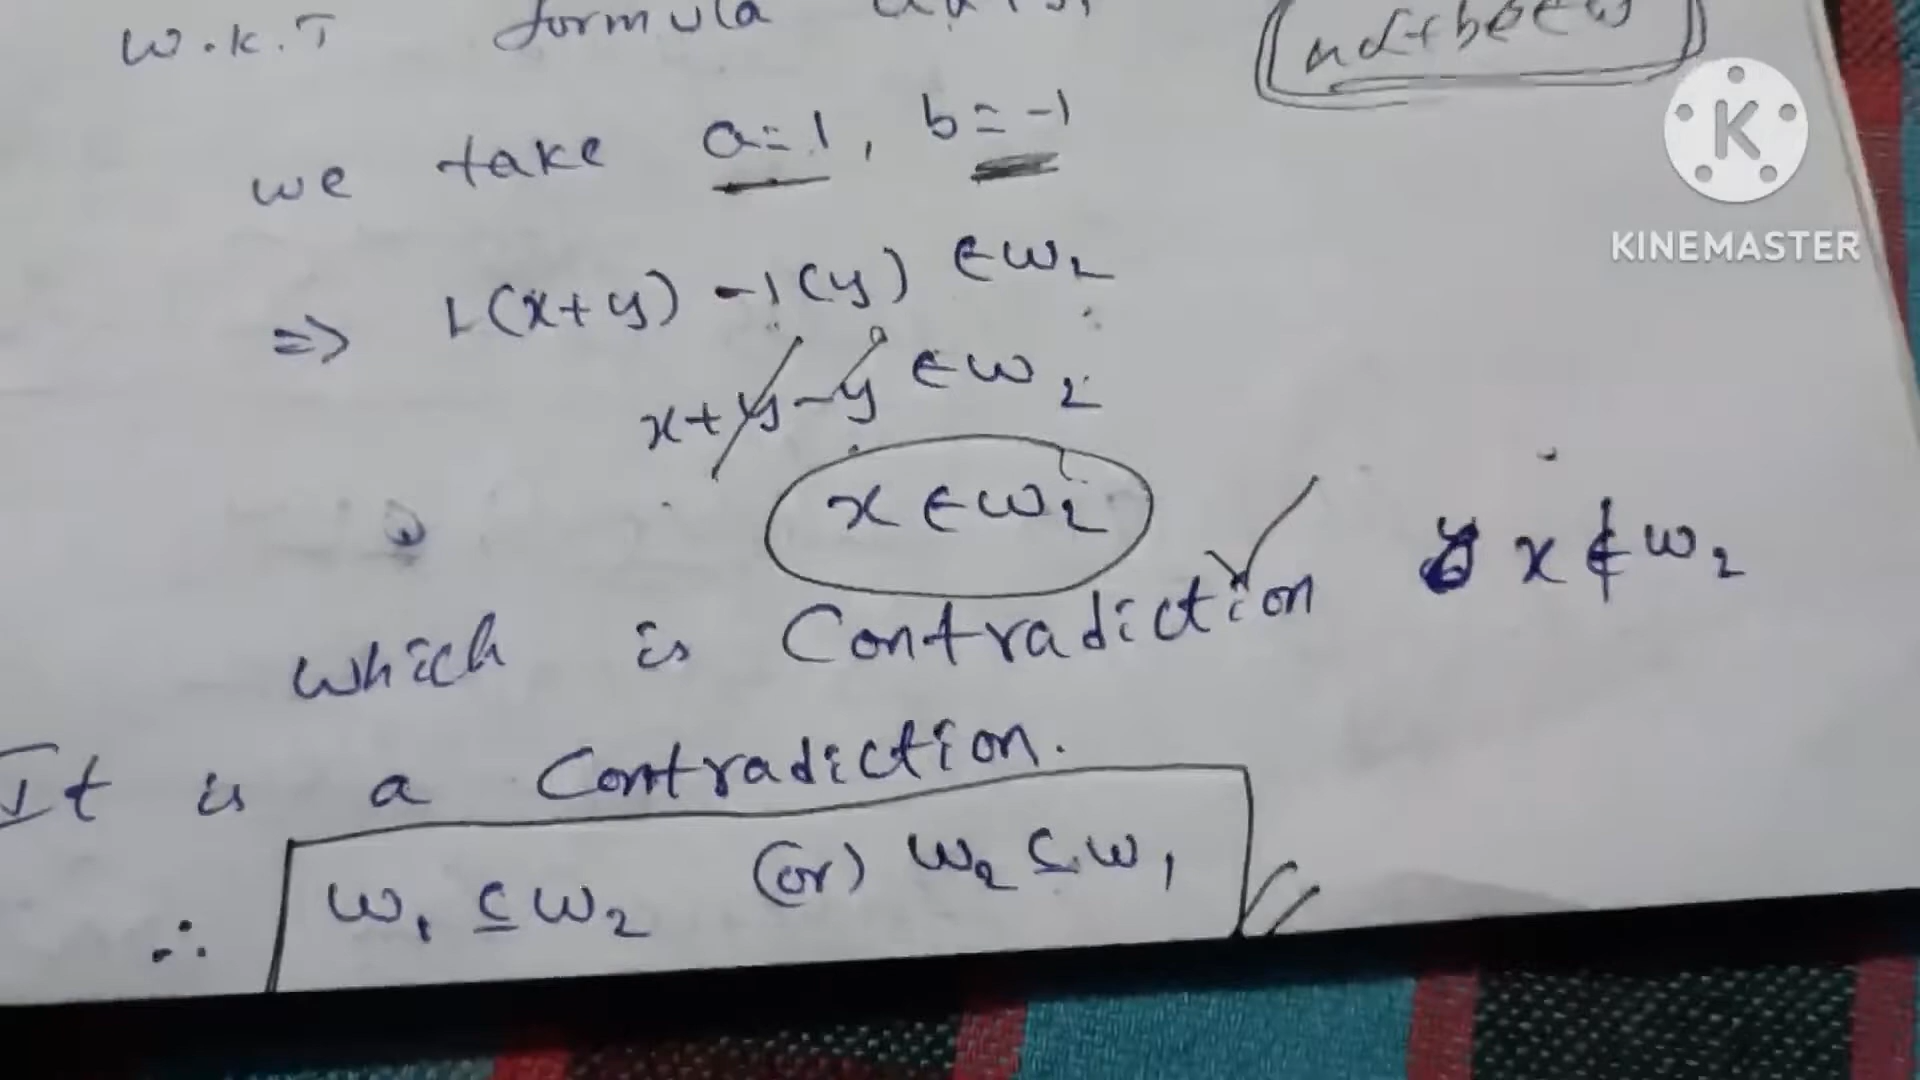 W.K.T formula
we take a=1, b=-1
=> 1(x+y) -1(y) ∈ W₂
x+y-y ∈ W₂
x ∈ W₂
which is Contradiction x ∉ W₂
It is a Contradiction.
∴ W₁ ⊆ W₂ (or) W₂ ⊆ W₁
K
KINEMASTER